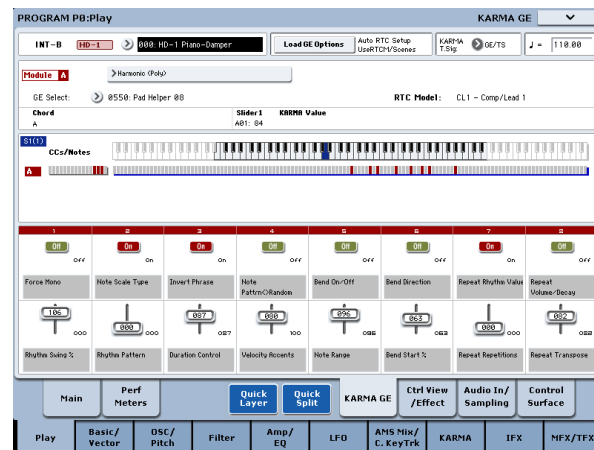 PROGRAM P0:Play KARMA GE
INT-B HD-1 000: HD-1 Piano-Damper Load GE Options Auto RTC Setup UseRTCM/Scenes KARMA T.Sig: GE/TS ♩= 110.00
Module A Harmonic (Poly)
GE Select: 0550: Pad Helper 08 RTC Model: CL1 - Comp/Lead 1
Chord Slider1 KARMA Value
A A01: 84
S1(1)
CCs/Notes
A
1 2 3 4 5 6 7 8
Off On On Off Off Off On Off
Off On On Off Off Off On Off
Force Mono Note Scale Type Invert Phrase Note Pattrn<>Random Bend On/Off Bend Direction Repeat Rhythm Value Repeat Volume/Decay
106 000 087 080 096 063 000 082
000 000 087 100 096 063 000 082
Rhythm Swing % Rhythm Pattern Duration Control Velocity Accents Note Range Bend Start % Repeat Repetitions Repeat Transpose
Main Perf Meters Quick Layer Quick Split KARMA GE Ctrl View /Effect Audio In/ Sampling Control Surface
Play Basic/ Vector OSC/ Pitch Filter Amp/ EQ LFO AMS Mix/ C. KeyTrk KARMA IFX MFX/TFX